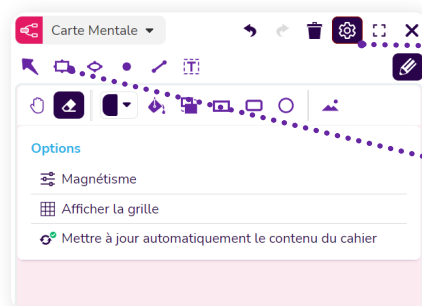 Carte Mentale
T
Options
Magnétisme
Afficher la grille
Mettre à jour automatiquement le contenu du cahier